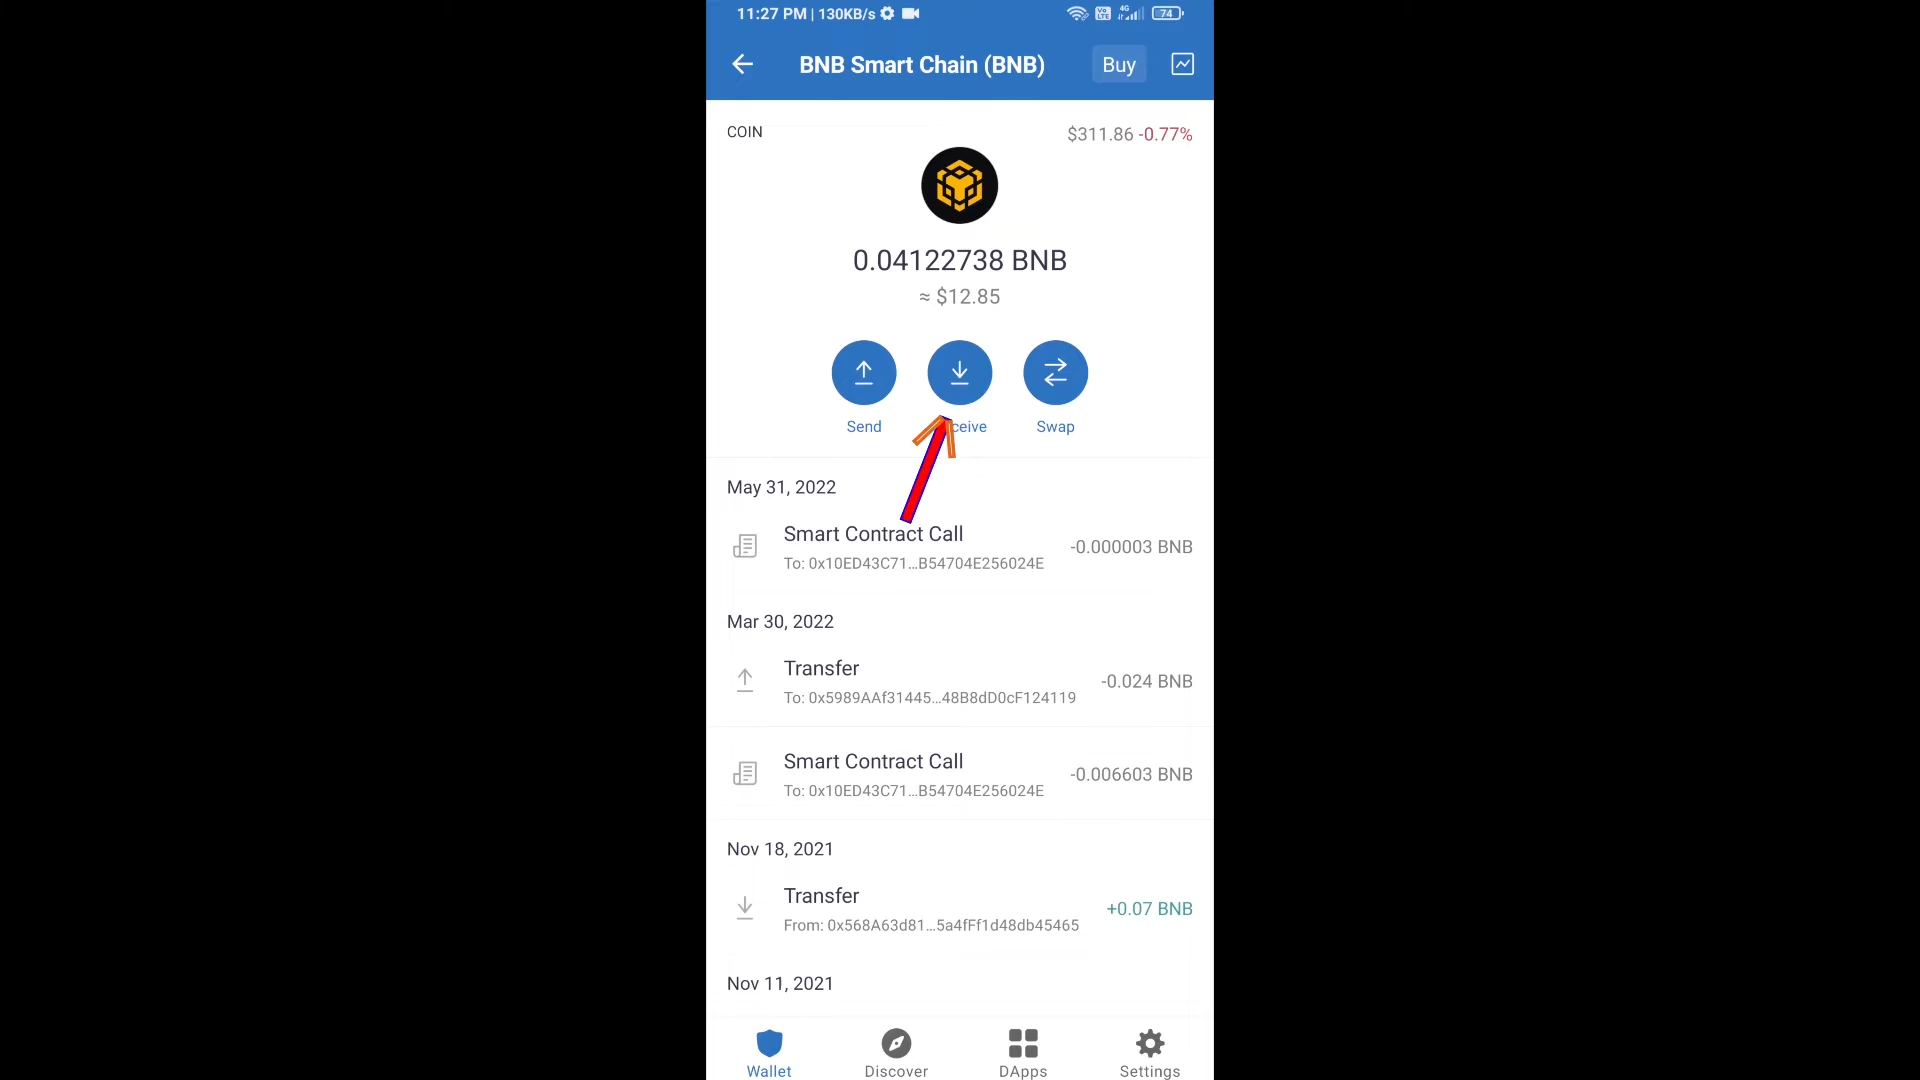 11:27 PM | 130KB/s
4G
74
BNB Smart Chain (BNB)
Buy
COIN
$311.86 -0.77%
0.04122738 BNB
≈ $12.85
Send
ceive
Swap
May 31, 2022
Smart Contract Call
-0.000003 BNB
To: 0x10ED43C71...B54704E256024E
Mar 30, 2022
Transfer
-0.024 BNB
To: 0x5989AAf31445...48B8dD0cF124119
Smart Contract Call
-0.006603 BNB
To: 0x10ED43C71...B54704E256024E
Nov 18, 2021
Transfer
+0.07 BNB
From: 0x568A63d81...5a4fFf1d48db45465
Nov 11, 2021
Wallet
Discover
DApps
Settings